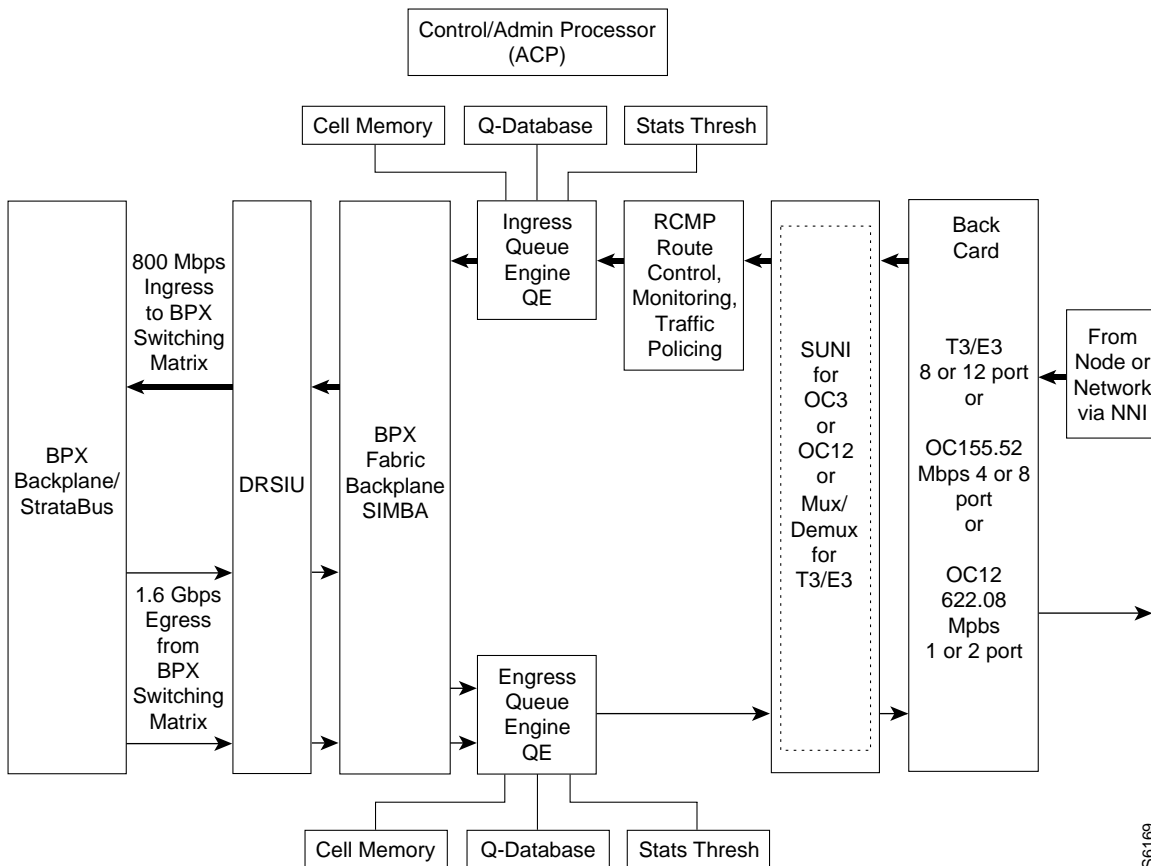 Control/Admin Processor
(ACP)
Cell Memory
Q-Database
Stats Thresh
BPX
Backplane/
StrataBus
800 Mbps
Ingress
to BPX
Switching
Matrix
1.6 Gbps
Egress
from
BPX
Switching
Matrix
DRSIU
BPX
Fabric
Backplane
SIMBA
Ingress
Queue
Engine
QE
RCMP
Route
Control,
Monitoring,
Traffic
Policing
SUNI
for
OC3
or
OC12
or
Mux/
Demux
for
T3/E3
Back
Card
T3/E3
8 or 12 port
or
OC155.52
Mbps 4 or 8
port
or
OC12
622.08
Mpbs
1 or 2 port
From
Node or
Network
via NNI
Engress
Queue
Engine
QE
Cell Memory
Q-Database
Stats Thresh
S6169